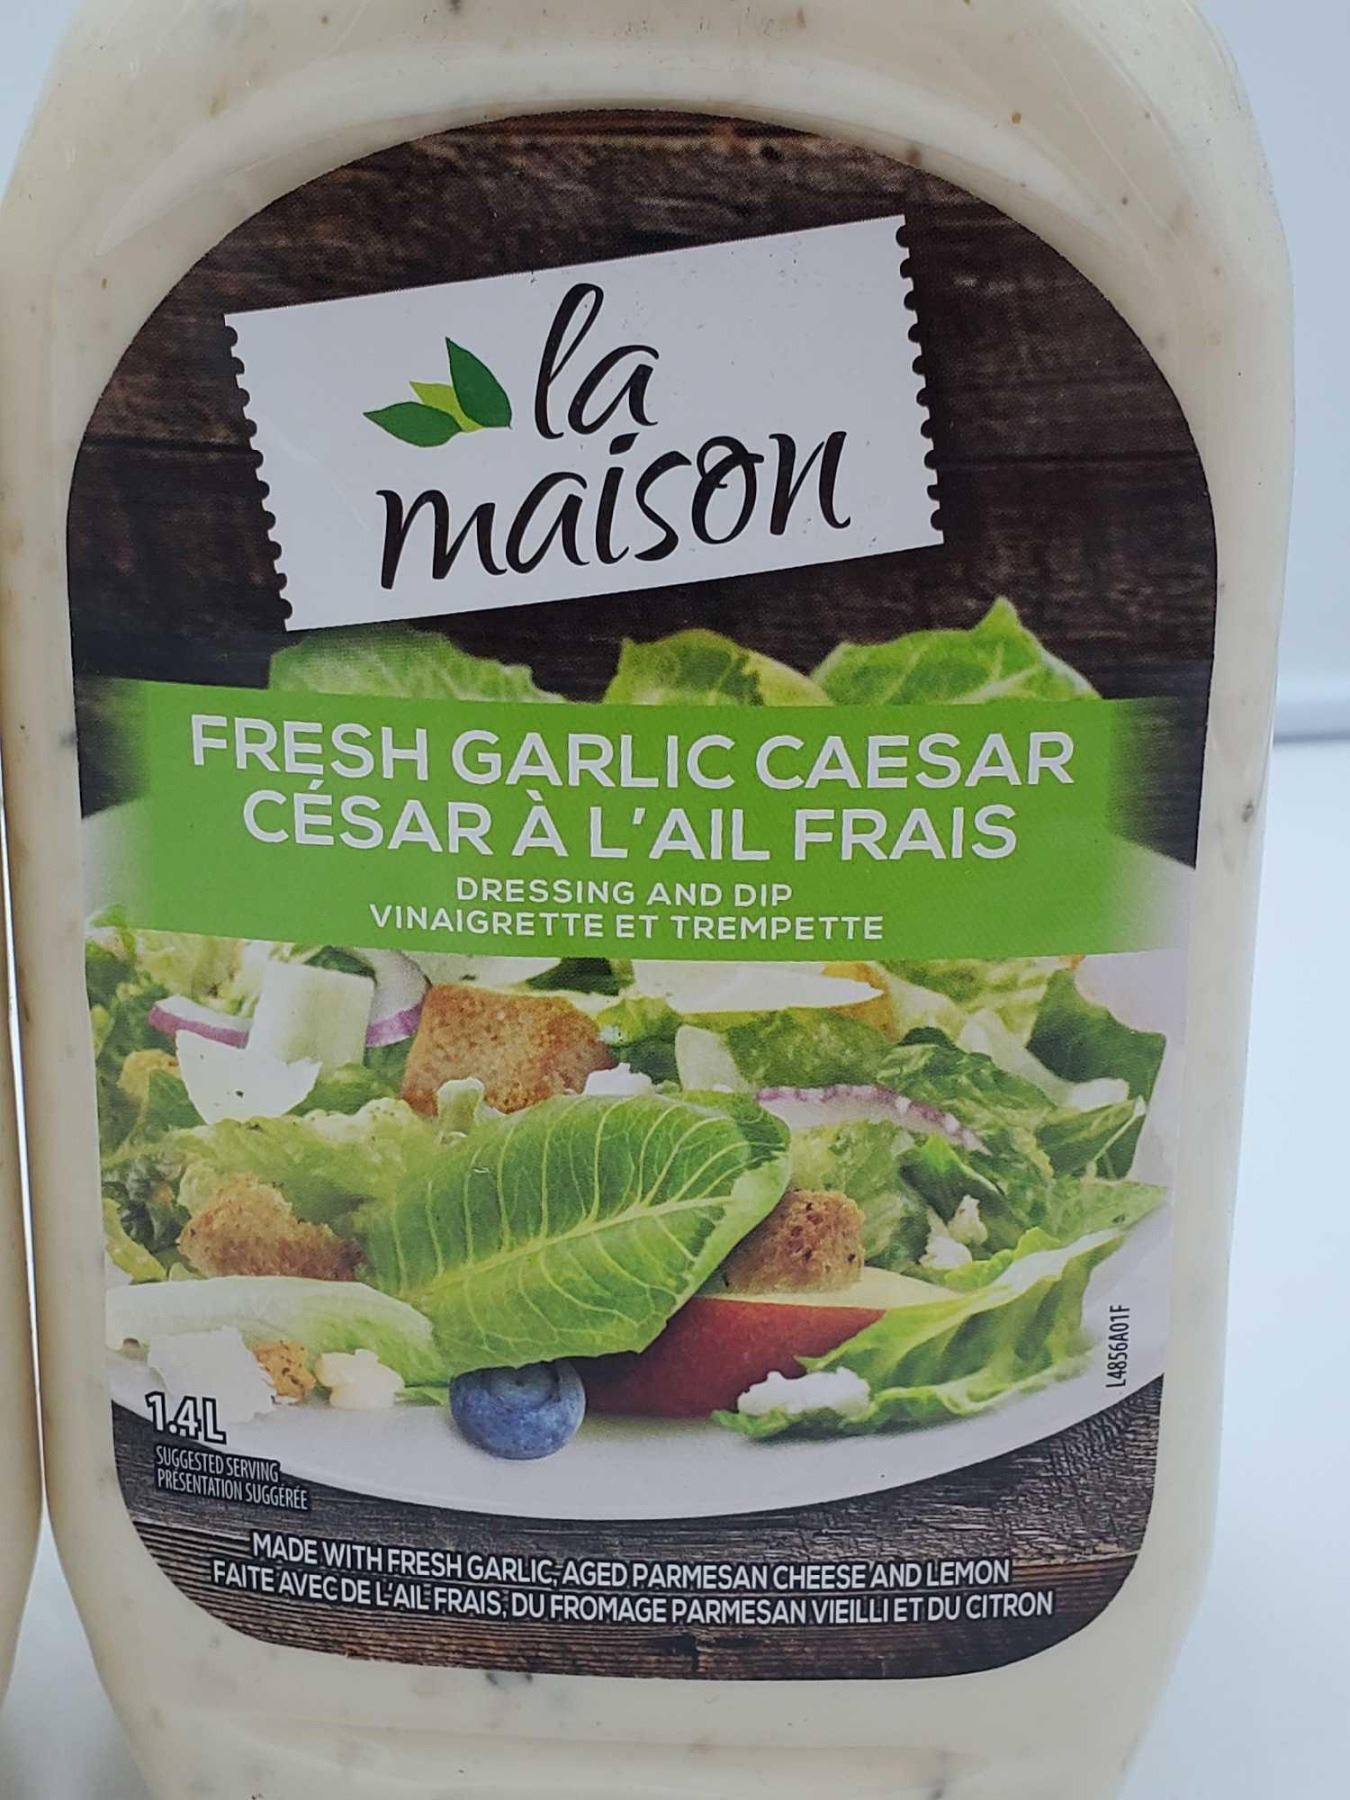 la
maison
FRESH GARLIC CAESAR
CÉSAR À L'AIL FRAIS
DRESSING AND DIP
VINAIGRETTE ET TREMPETTE
L4856A01F
1.4 L
SUGGESTED SERVING
PRÉSENTATION SUGGÉRÉE
MADE WITH FRESH GARLIC, AGED PARMESAN CHEESE AND LEMON
FAITE AVEC DE L'AIL FRAIS, DU FROMAGE PARMESAN VIEILLI ET DU CITRON